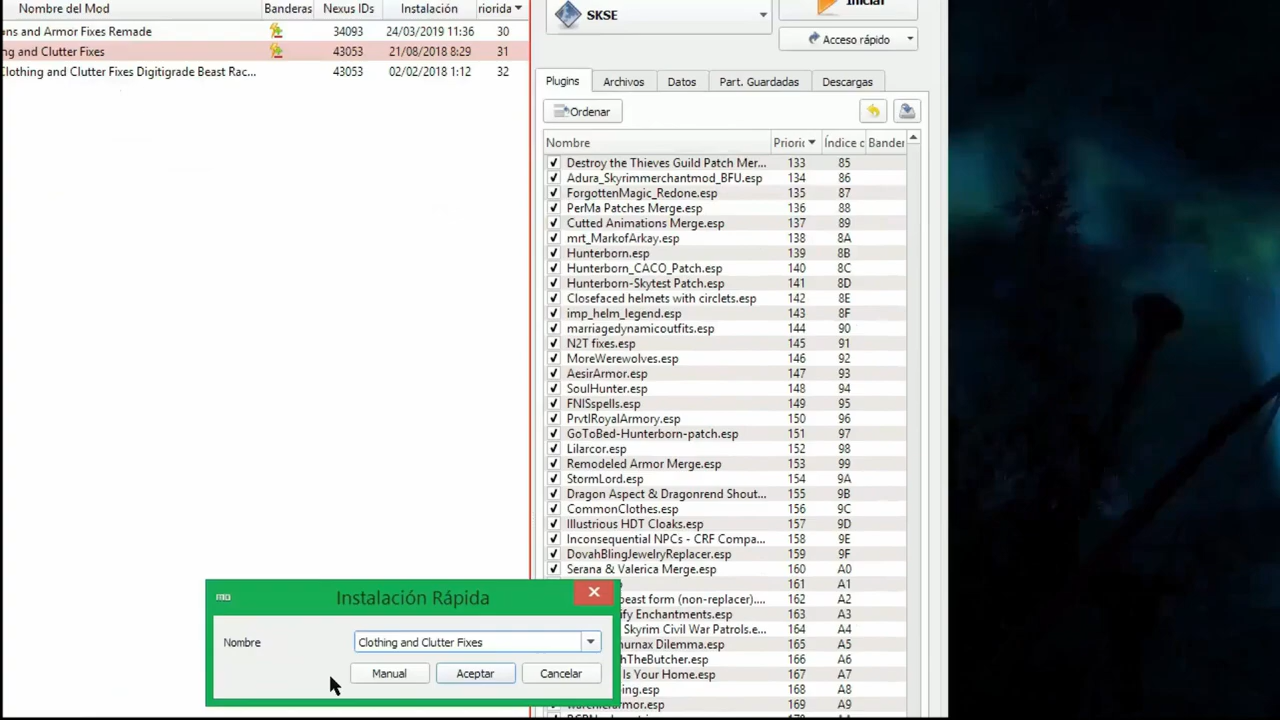 Nombre del Mod Banderas Nexus IDs Instalación riorida
ns and Armor Fixes Remade 34093 24/03/2019 11:36 30
ng and Clutter Fixes 43053 21/08/2018 8:29 31
Clothing and Clutter Fixes Digitigrade Beast Rac... 43053 02/02/2018 1:12 32
SKSE
Iniciar
Acceso rápido
Plugins Archivos Datos Part. Guardadas Descargas
Ordenar
Nombre Prioric Índice c Bander
Destroy the Thieves Guild Patch Mer... 133 85
Adura_Skyrimmerchantmod_BFU.esp 134 86
ForgottenMagic_Redone.esp 135 87
PerMa Patches Merge.esp 136 88
Cutted Animations Merge.esp 137 89
mrt_MarkofArkay.esp 138 8A
Hunterborn.esp 139 8B
Hunterborn_CACO_Patch.esp 140 8C
Hunterborn-Skytest Patch.esp 141 8D
Closefaced helmets with circlets.esp 142 8E
imp_helm_legend.esp 143 8F
marriagedynamicoutfits.esp 144 90
N2T fixes.esp 145 91
MoreWerewolves.esp 146 92
AesirArmor.esp 147 93
SoulHunter.esp 148 94
FNISspells.esp 149 95
PrvtlRoyalArmory.esp 150 96
GoToBed-Hunterborn-patch.esp 151 97
Lilarcor.esp 152 98
Remodeled Armor Merge.esp 153 99
StormLord.esp 154 9A
Dragon Aspect & Dragonrend Shout... 155 9B
CommonClothes.esp 156 9C
Illustrious HDT Cloaks.esp 157 9D
Inconsequential NPCs - CRF Compa... 158 9E
DovahBlingJewelryReplacer.esp 159 9F
Serana & Valerica Merge.esp 160 A0
161 A1
beast form (non-replacer).... 162 A2
ify Enchantments.esp 163 A3
Skyrim Civil War Patrols.e... 164 A4
hurnax Dilemma.esp 165 A5
hTheButcher.esp 166 A6
Is Your Home.esp 167 A7
ing.esp 168 A8
169 A9
Instalación Rápida
Nombre Clothing and Clutter Fixes
Manual Aceptar Cancelar